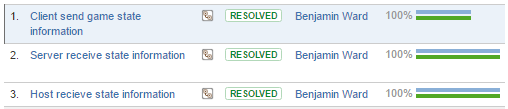 1. Client send game state RESOLVED Benjamin Ward 100%
information
2. Server receive state information RESOLVED Benjamin Ward 100%
3. Host recieve state information RESOLVED Benjamin Ward 100%